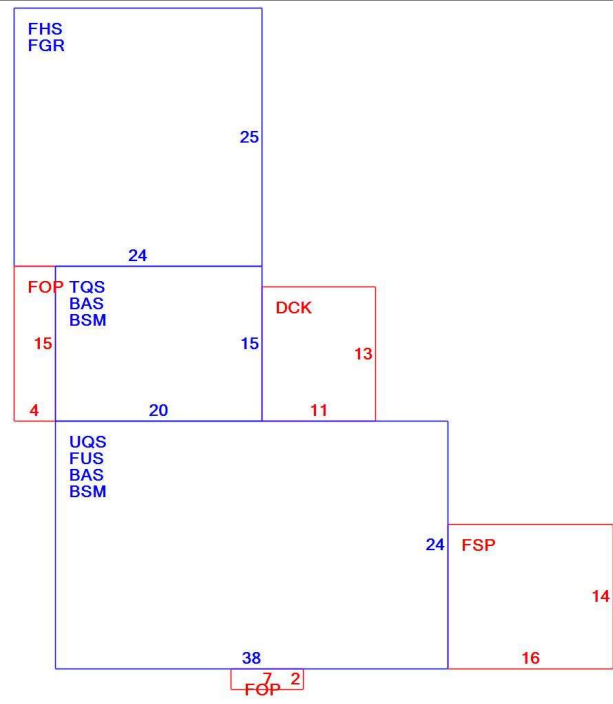 FHS
FGR
25
24
FOP TQS
BAS
BSM
DCK
15
15
13
4
20
11
UQS
FUS
BAS
BSM
24
FSP
14
38
16
7
2
FOP